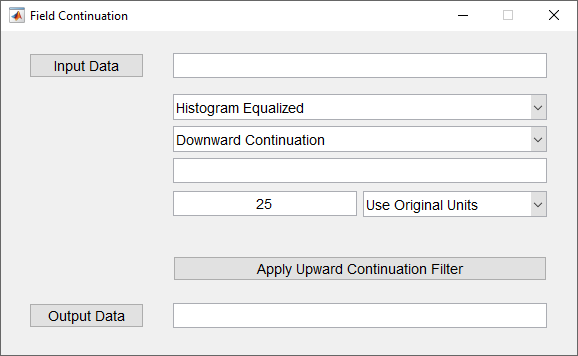 Field Continuation
Input Data
Histogram Equalized
Downward Continuation
25 Use Original Units
Apply Upward Continuation Filter
Output Data